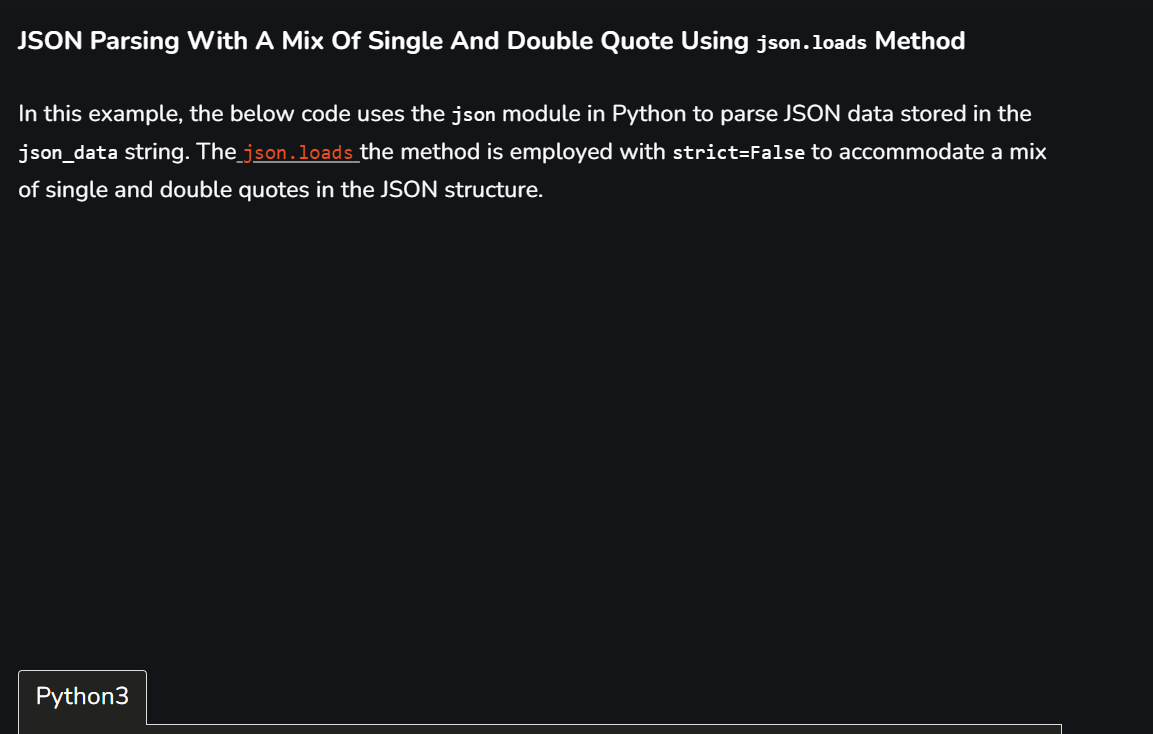 JSON Parsing With A Mix Of Single And Double Quote Using json.loads Method
In this example, the below code uses the json module in Python to parse JSON data stored in the
json_data string. The json.loads the method is employed with strict=False to accommodate a mix
of single and double quotes in the JSON structure.
Python3